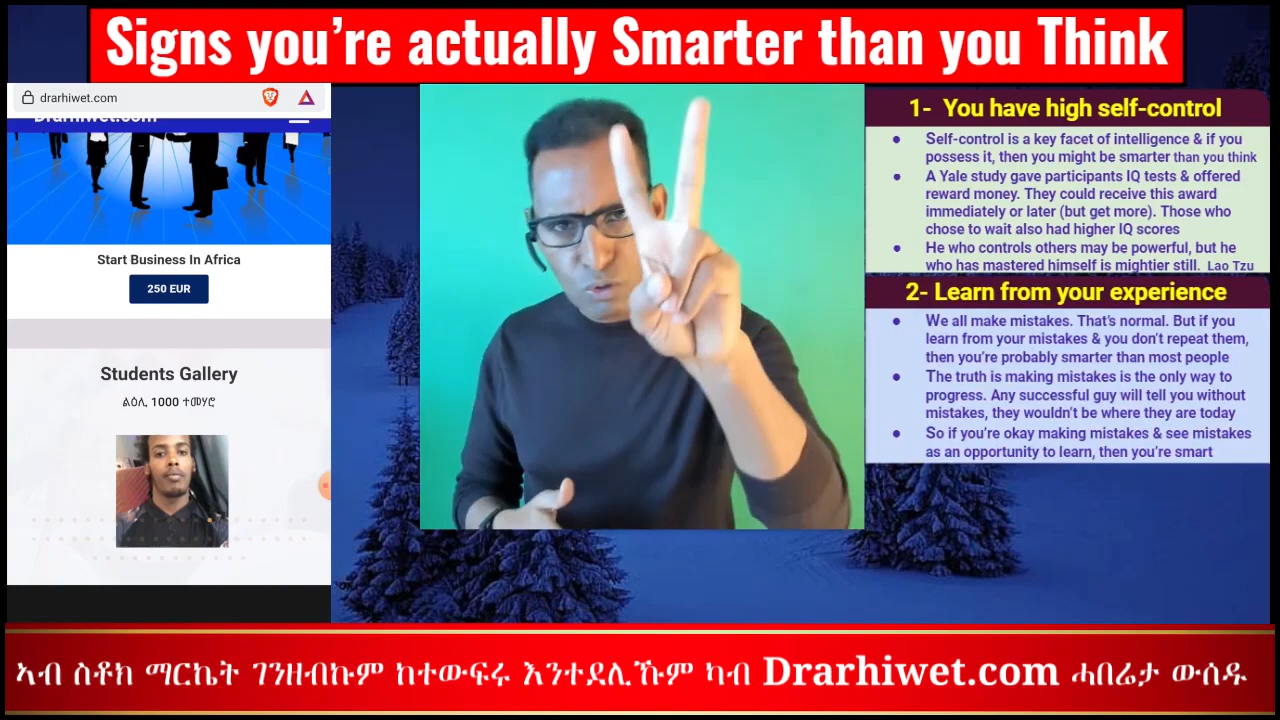 Signs you're actually Smarter than you Think
drarhiwet.com
Drarhiwet.com
Start Business In Africa
250 EUR
Students Gallery
ልዕሊ 1000 ተመሃሮ
1- You have high self-control
● Self-control is a key facet of intelligence & if you
possess it, then you might be smarter than you think
● A Yale study gave participants IQ tests & offered
reward money. They could receive this award
immediately or later (but get more). Those who
chose to wait also had higher IQ scores
● He who controls others may be powerful, but he
who has mastered himself is mightier still. Lao Tzu
2- Learn from your experience
● We all make mistakes. That's normal. But if you
learn from your mistakes & you don't repeat them,
then you're probably smarter than most people
● The truth is making mistakes is the only way to
progress. Any successful guy will tell you without
mistakes, they wouldn't be where they are today
● So if you're okay making mistakes & see mistakes
as an opportunity to learn, then you're smart
ኣብ ስቶክ ማርኬት ገንዘብኩም ከተውፍሩ እንተደሊኹም ካብ Drarhiwet.com ሓበሬታ ውሰዱ